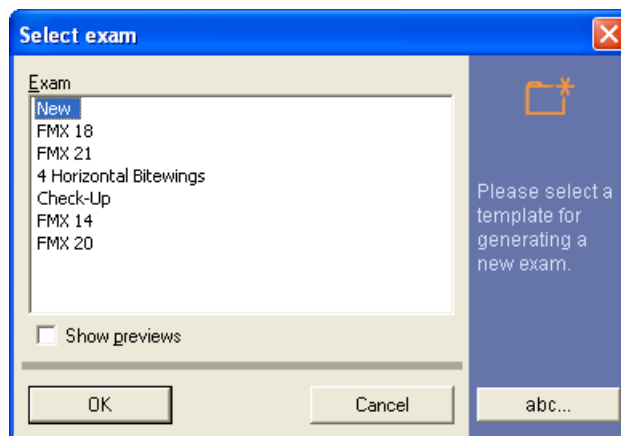 Select exam
Exam
New
FMX 18
FMX 21
4 Horizontal Bitewings
Check-Up
FMX 14
FMX 20
Show previews
OK
Cancel
Please select a
template for
generating a
new exam.
abc...